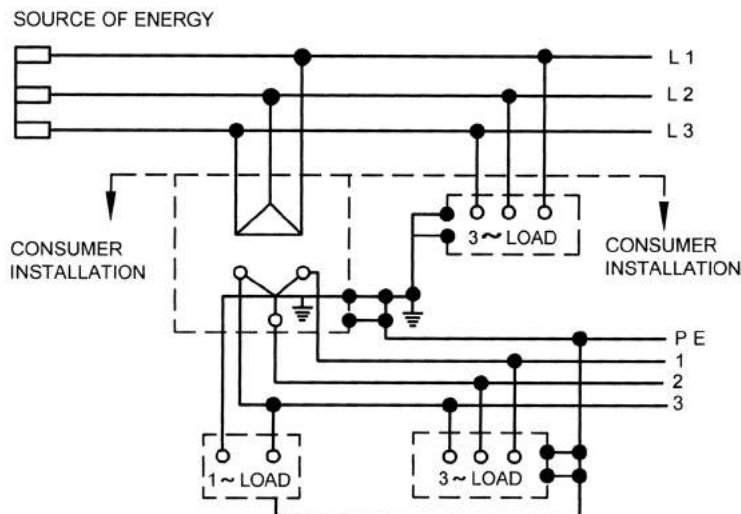 SOURCE OF ENERGY
L 1
L 2
L 3
CONSUMER
INSTALLATION
3 ~ LOAD
CONSUMER
INSTALLATION
P E
1
2
3
1 ~ LOAD
3 ~ LOAD